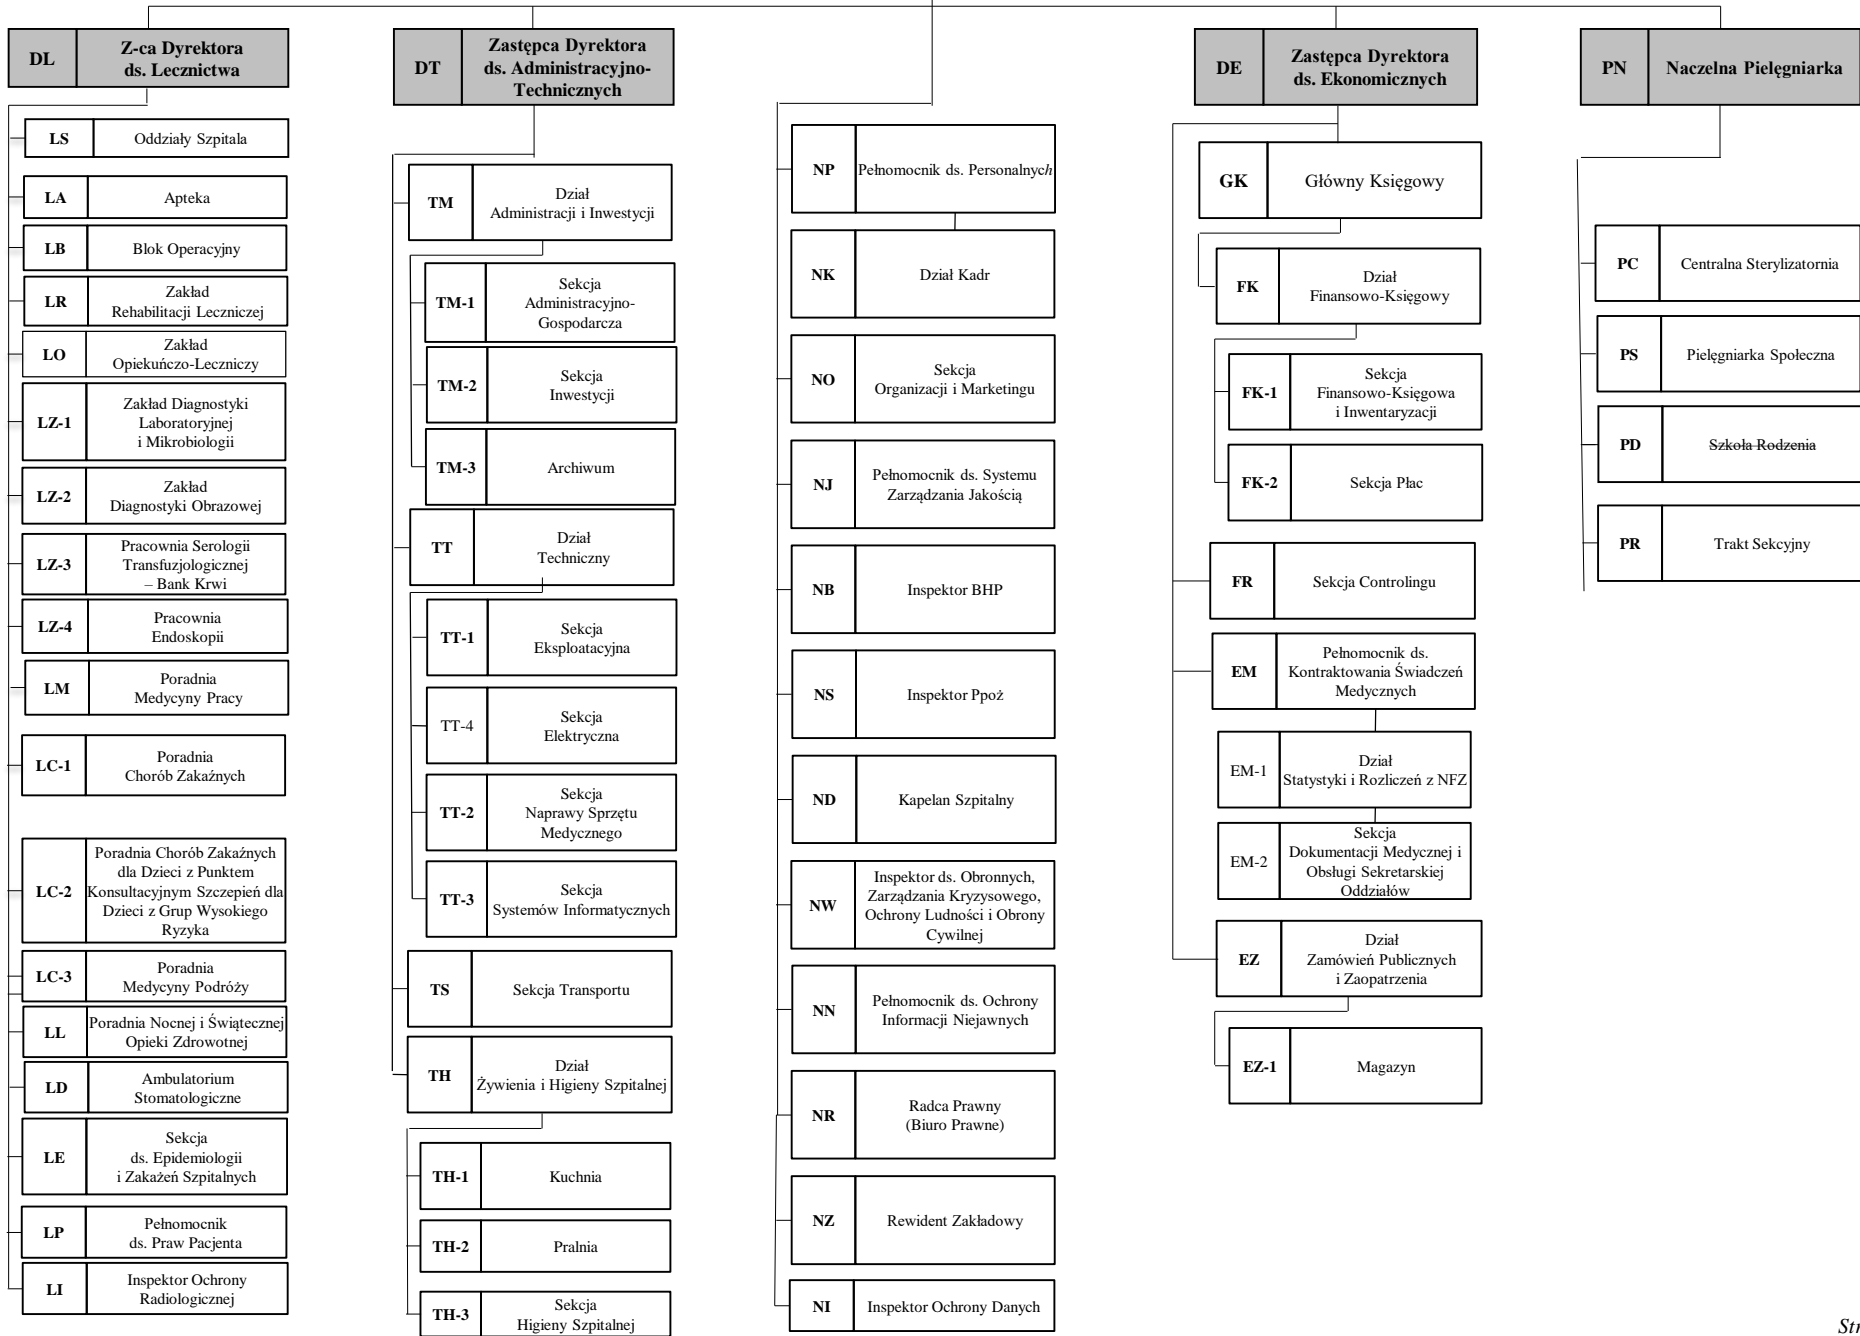 DL
Z-ca Dyrektora
ds. Lecznictwa
LS
Oddziały Szpitala
LA
Apteka
LB
Blok Operacyjny
LR
Zakład
Rehabilitacji Leczniczej
LO
Zakład
Opiekuńczo-Leczniczy
LZ-1
Zakład Diagnostyki
Laboratoryjnej
i Mikrobiologii
LZ-2
Zakład
Diagnostyki Obrazowej
LZ-3
Pracownia Serologii
Transfuzjologicznej
– Bank Krwi
LZ-4
Pracownia
Endoskopii
LM
Poradnia
Medycyny Pracy
LC-1
Poradnia
Chorób Zakaźnych
LC-2
Poradnia Chorób Zakaźnych
dla Dzieci z Punktem
Konsultacyjnym Szczepień dla
Dzieci z Grup Wysokiego
Ryzyka
LC-3
Poradnia
Medycyny Podróży
LL
Poradnia Nocnej i Świątecznej
Opieki Zdrowotnej
LD
Ambulatorium
Stomatologiczne
LE
Sekcja
ds. Epidemiologii
i Zakażeń Szpitalnych
LP
Pełnomocnik
ds. Praw Pacjenta
LI
Inspektor Ochrony
Radiologicznej
DT
Zastępca Dyrektora
ds. Administracyjno-
Technicznych
TM
Dział
Administracji i Inwestycji
TM-1
Sekcja
Administracyjno-
Gospodarcza
TM-2
Sekcja
Inwestycji
TM-3
Archiwum
TT
Dział
Techniczny
TT-1
Sekcja
Eksploatacyjna
TT-4
Sekcja
Elektryczna
TT-2
Sekcja
Naprawy Sprzętu
Medycznego
TT-3
Sekcja
Systemów Informatycznych
TS
Sekcja Transportu
TH
Dział
Żywienia i Higieny Szpitalnej
TH-1
Kuchnia
TH-2
Pralnia
TH-3
Sekcja
Higieny Szpitalnej
NP
Pełnomocnik ds. Personalnych
NK
Dział Kadr
NO
Sekcja
Organizacji i Marketingu
NJ
Pełnomocnik ds. Systemu
Zarządzania Jakością
NB
Inspektor BHP
NS
Inspektor Ppoż
ND
Kapelan Szpitalny
NW
Inspektor ds. Obronnych,
Zarządzania Kryzysowego,
Ochrony Ludności i Obrony
Cywilnej
NN
Pełnomocnik ds. Ochrony
Informacji Niejawnych
NR
Radca Prawny
(Biuro Prawne)
NZ
Rewident Zakładowy
NI
Inspektor Ochrony Danych
DE
Zastępca Dyrektora
ds. Ekonomicznych
GK
Główny Księgowy
FK
Dział
Finansowo-Księgowy
FK-1
Sekcja
Finansowo-Księgowa
i Inwentaryzacji
FK-2
Sekcja Płac
FR
Sekcja Controlingu
EM
Pełnomocnik ds.
Kontraktowania Świadczeń
Medycznych
EM-1
Dział
Statystyki i Rozliczeń z NFZ
EM-2
Sekcja
Dokumentacji Medycznej i
Obsługi Sekretarskiej
Oddziałów
EZ
Dział
Zamówień Publicznych
i Zaopatrzenia
EZ-1
Magazyn
PN
Naczelna Pielęgniarka
PC
Centralna Sterylizatornia
PS
Pielęgniarka Społeczna
PD
Szkoła Rodzenia
PR
Trakt Sekcyjny